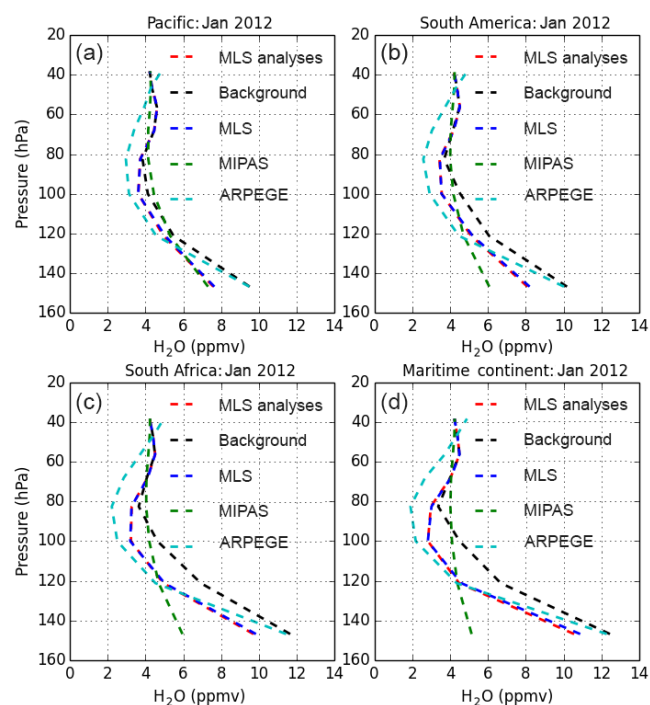 Pacific: Jan 2012
(a)
MLS analyses
Background
MLS
MIPAS
ARPEGE
Pressure (hPa)
20
40
60
80
100
120
140
160
0 2 4 6 8 10 12 14
H₂O (ppmv)
South America: Jan 2012
(b)
MLS analyses
Background
MLS
MIPAS
ARPEGE
20
40
60
80
100
120
140
160
0 2 4 6 8 10 12 14
H₂O (ppmv)
South Africa: Jan 2012
(c)
MLS analyses
Background
MLS
MIPAS
ARPEGE
Pressure (hPa)
20
40
60
80
100
120
140
160
0 2 4 6 8 10 12 14
H₂O (ppmv)
Maritime continent: Jan 2012
(d)
MLS analyses
Background
MLS
MIPAS
ARPEGE
20
40
60
80
100
120
140
160
0 2 4 6 8 10 12 14
H₂O (ppmv)